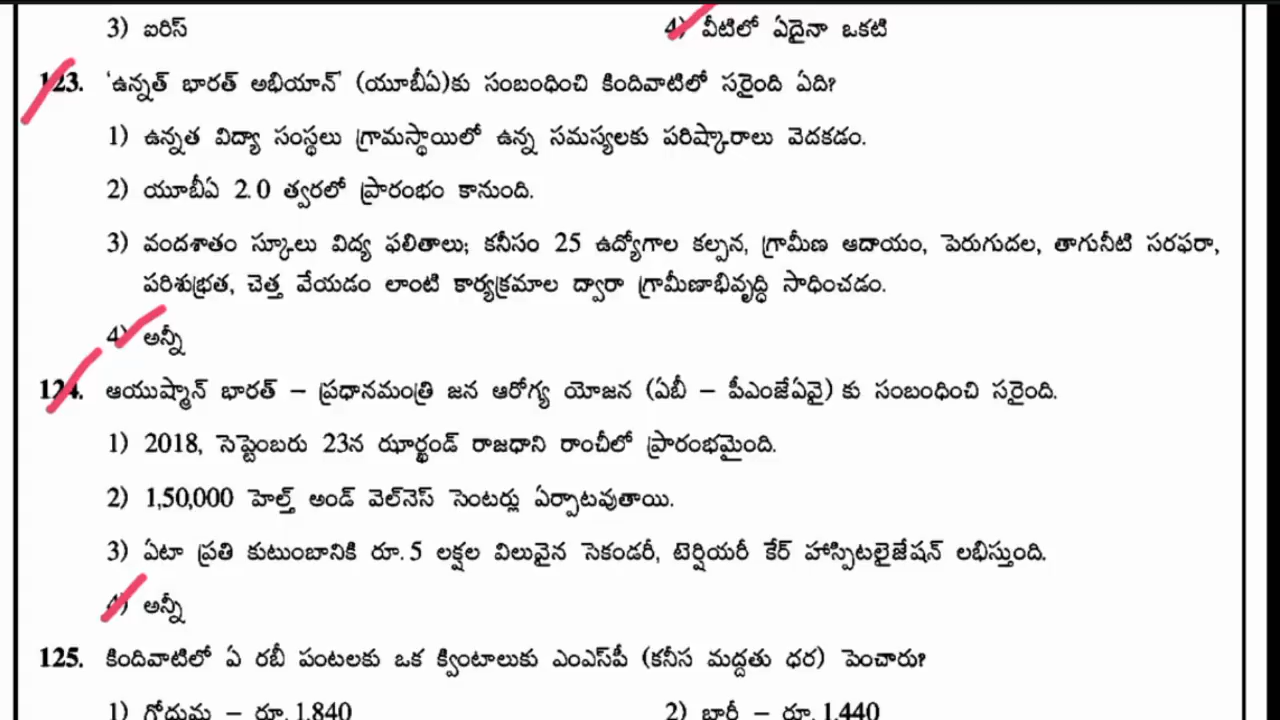 3) ఐరిస్ 4) వీటిలో ఏదైనా ఒకటి
123. 'ఉన్నత్ భారత్ అభియాన్' (యూబీఏ)కు సంబంధించి కిందివాటిలో సరైంది ఏది?
1) ఉన్నత విద్యా సంస్థలు గ్రామస్థాయిలో ఉన్న సమస్యలకు పరిష్కారాలు వెదకడం.
2) యూబీఏ 2.0 త్వరలో ప్రారంభం కానుంది.
3) వందశాతం స్కూలు విద్య ఫలితాలు; కనీసం 25 ఉద్యోగాల కల్పన, గ్రామీణ ఆదాయం, పెరుగుదల, తాగునీటి సరఫరా,
పరిశుభ్రత, చెత్త వేయడం లాంటి కార్యక్రమాల ద్వారా గ్రామీణాభివృద్ధి సాధించడం.
4) అన్నీ
124. ఆయుష్మాన్ భారత్ – ప్రధానమంత్రి జన ఆరోగ్య యోజన (ఏబీ – పీఎంజేఏవై) కు సంబంధించి సరైంది.
1) 2018, సెప్టెంబరు 23న ఝార్ఖండ్ రాజధాని రాంచీలో ప్రారంభమైంది.
2) 1,50,000 హెల్త్ అండ్ వెల్‌నెస్ సెంటర్లు ఏర్పాటవుతాయి.
3) ఏటా ప్రతి కుటుంబానికి రూ. 5 లక్షల విలువైన సెకండరీ, టెర్షియరీ కేర్ హాస్పిటలైజేషన్ లభిస్తుంది.
4) అన్నీ
125. కిందివాటిలో ఏ రబీ పంటలకు ఒక క్వింటాలుకు ఎంఎస్‌పీ (కనీస మద్దతు ధర) పెంచారు?
1) గోధుమ – రూ. 1,840 2) బార్లీ – రూ. 1,440